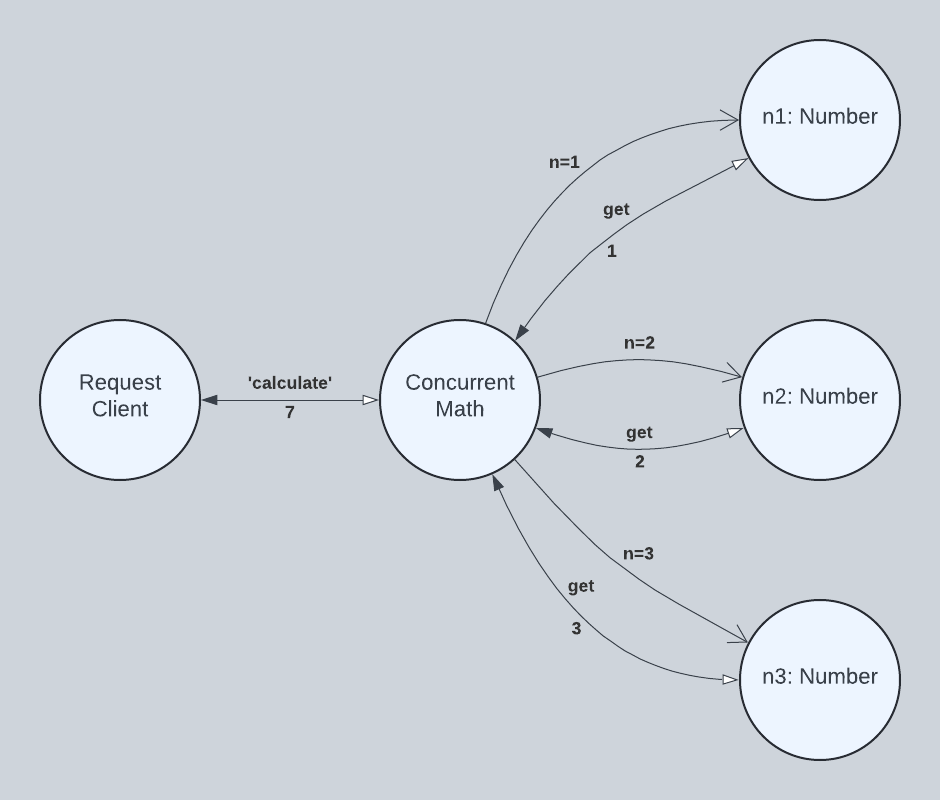 n1: Number
n=1
get
1
Request
Client
'calculate'
7
Concurrent
Math
n=2
get
2
n2: Number
n=3
get
3
n3: Number